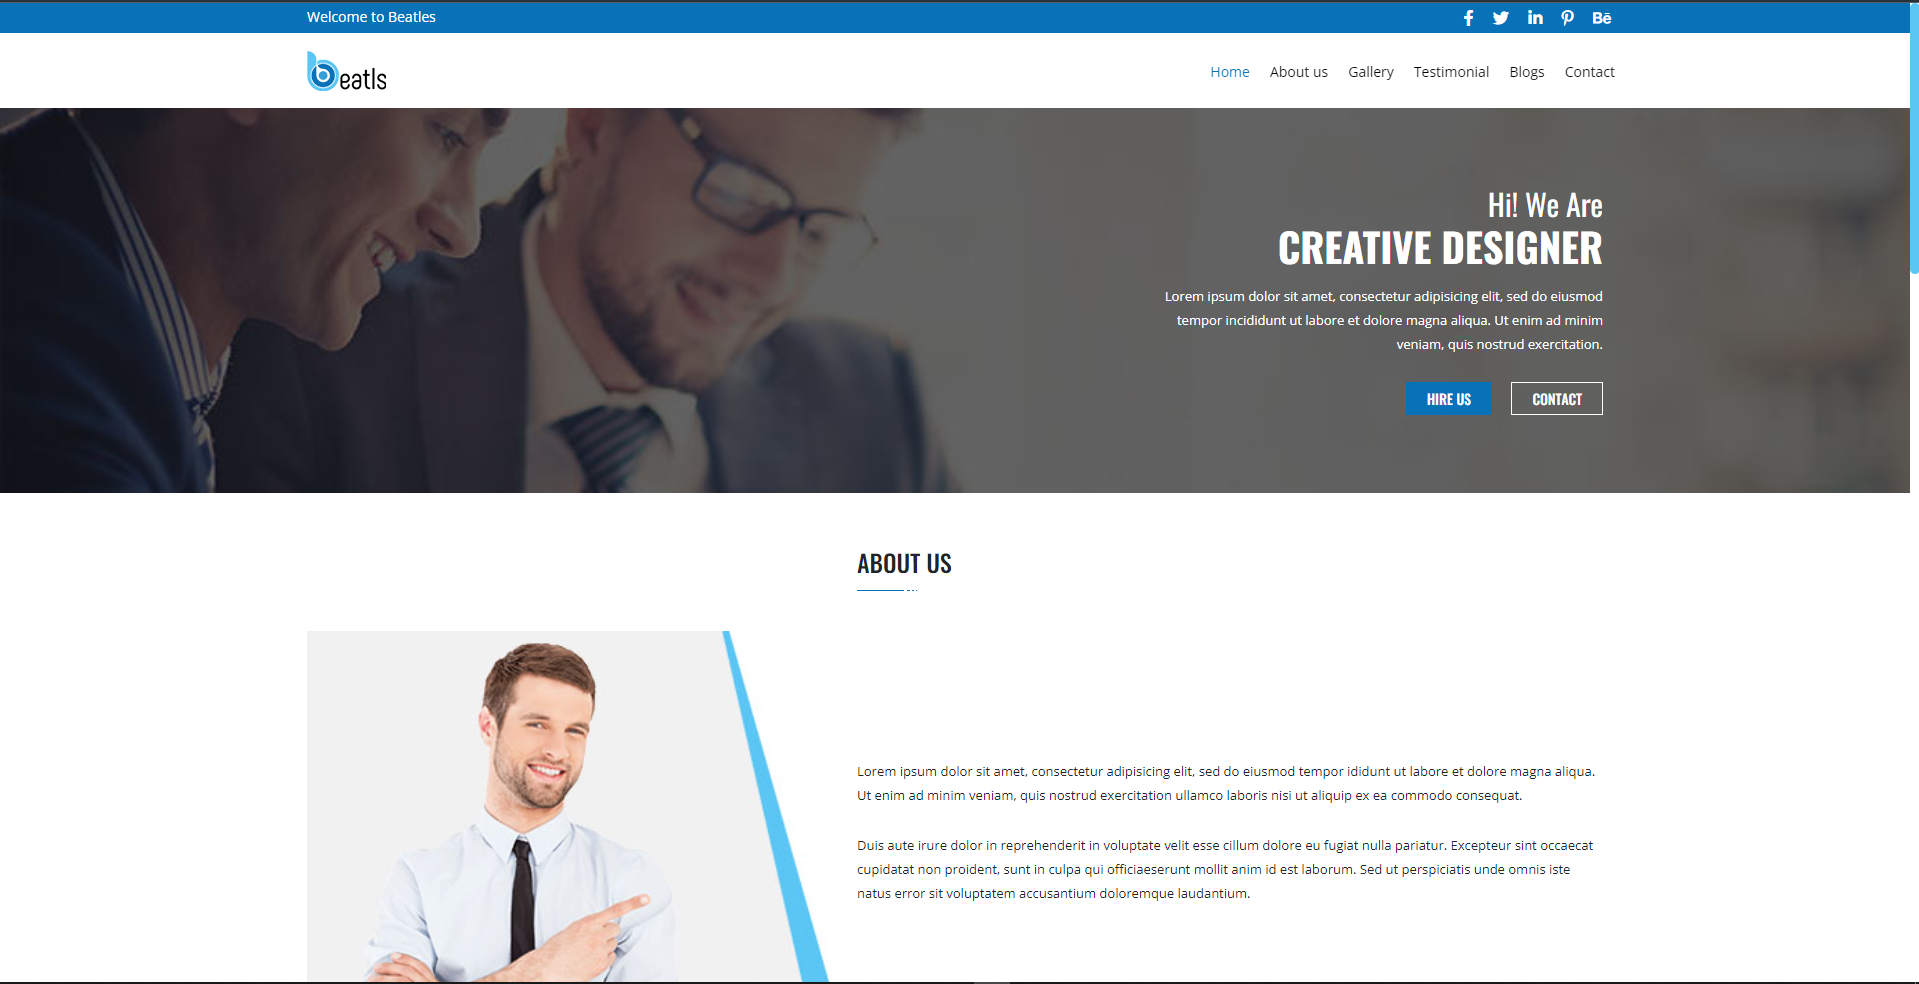 Welcome to Beatles
beatls
Home About us Gallery Testimonial Blogs Contact
Hi! We Are
CREATIVE DESIGNER
Lorem ipsum dolor sit amet, consectetur adipisicing elit, sed do eiusmod
tempor incididunt ut labore et dolore magna aliqua. Ut enim ad minim
veniam, quis nostrud exercitation.
HIRE US CONTACT
ABOUT US
Lorem ipsum dolor sit amet, consectetur adipisicing elit, sed do eiusmod tempor ididunt ut labore et dolore magna aliqua.
Ut enim ad minim veniam, quis nostrud exercitation ullamco laboris nisi ut aliquip ex ea commodo consequat.
Duis aute irure dolor in reprehenderit in voluptate velit esse cillum dolore eu fugiat nulla pariatur. Excepteur sint occaecat
cupidatat non proident, sunt in culpa qui officiaeserunt mollit anim id est laborum. Sed ut perspiciatis unde omnis iste
natus error sit voluptatem accusantium doloremque laudantium.